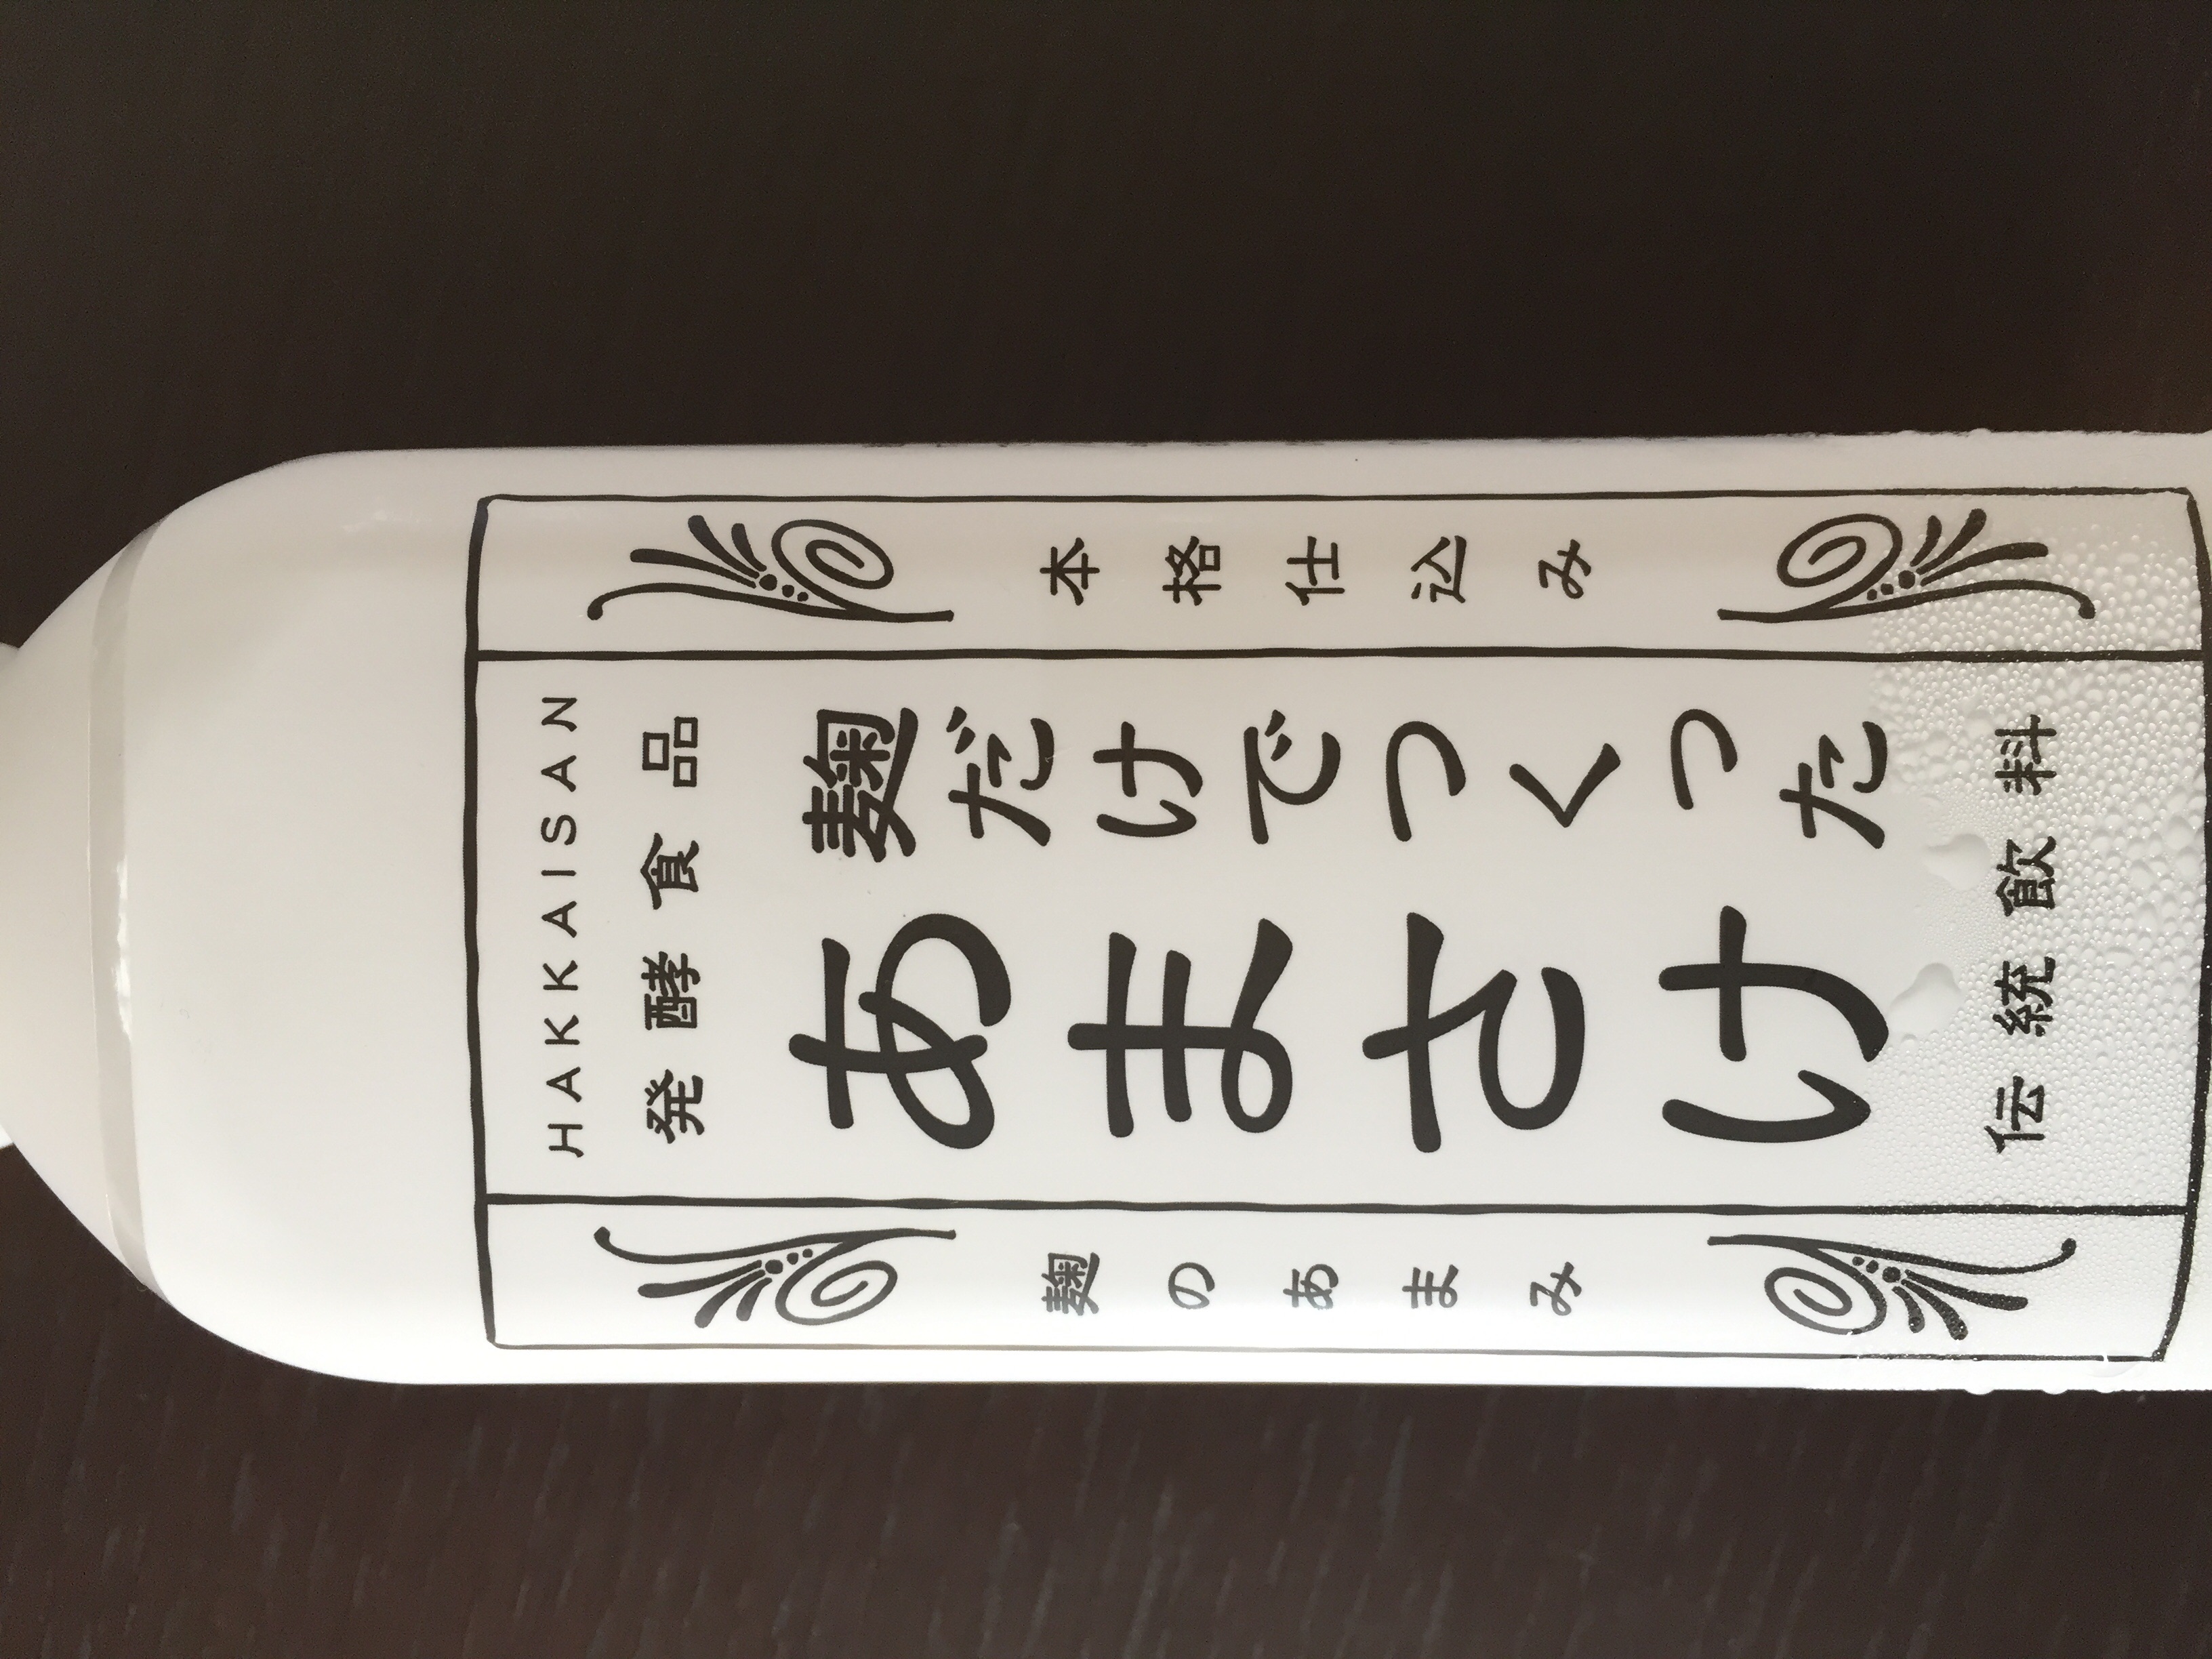 HAKKAISAN
発酵食品
本格仕込み
麹だけでつくった
あまさけ
麹のあまみ
伝統飲料